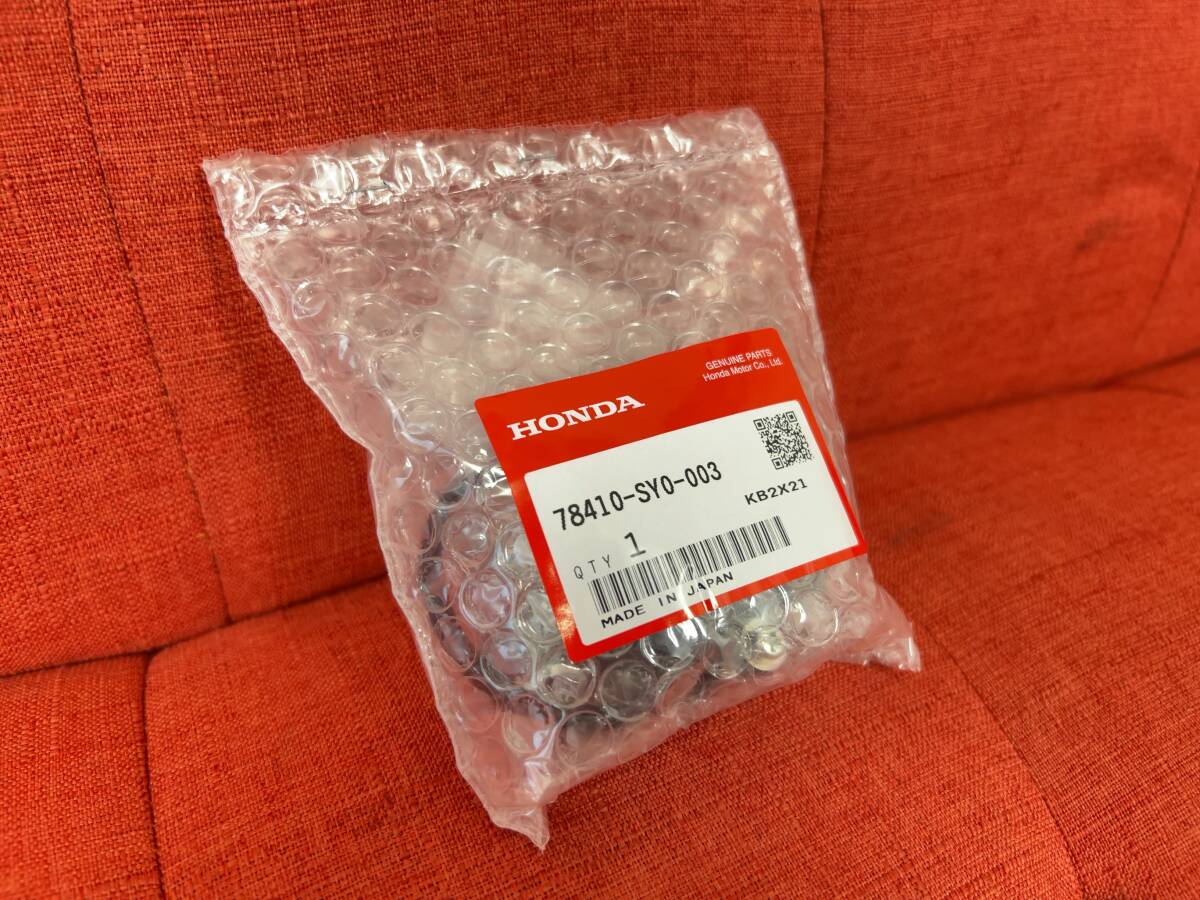 GENUINE PARTS
Honda Motor Co., Ltd.
HONDA
78410-SY0-003
KB2X21
QTY 1
MADE IN JAPAN